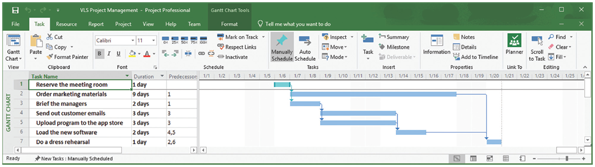 VLS Project Management - Project Professional
Gantt Chart Tools
File Task Resource Report Project View Help Team Format Tell me what you want to do
Gantt Chart
View
Paste
Cut
Copy
Format Painter
Clipboard
Calibri 11
B I U
Font
Mark on Track
Respect Links
Inactivate
Schedule
Manually Schedule
Auto Schedule
Inspect
Move
Mode
Tasks
Task
Summary
Milestone
Deliverable
Insert
Information
Notes
Details
Add to Timeline
Properties
Planner
Link To
Scroll to Task
Find
Clear
Fill
Editing
Task Name Duration Predecessors 1/1 1/2 1/3 1/4 1/5 1/6 1/7 1/8 1/9 1/10 1/11 1/12 1/13 1/14 1/15 1/16 1/17 1/18 1/19 1/20 1/21 1/22 1/23
1 Reserve the meeting room 1 day
2 Order marketing materials 9 days 1
3 Brief the managers 2 days 1
4 Send out customer emails 3 days 3
5 Upload program to the app store 3 days 3
6 Load the new software 2 days 4,5
7 Do a dress rehearsal 1 day 2,6
GANTT CHART
Ready New Tasks : Manually Scheduled